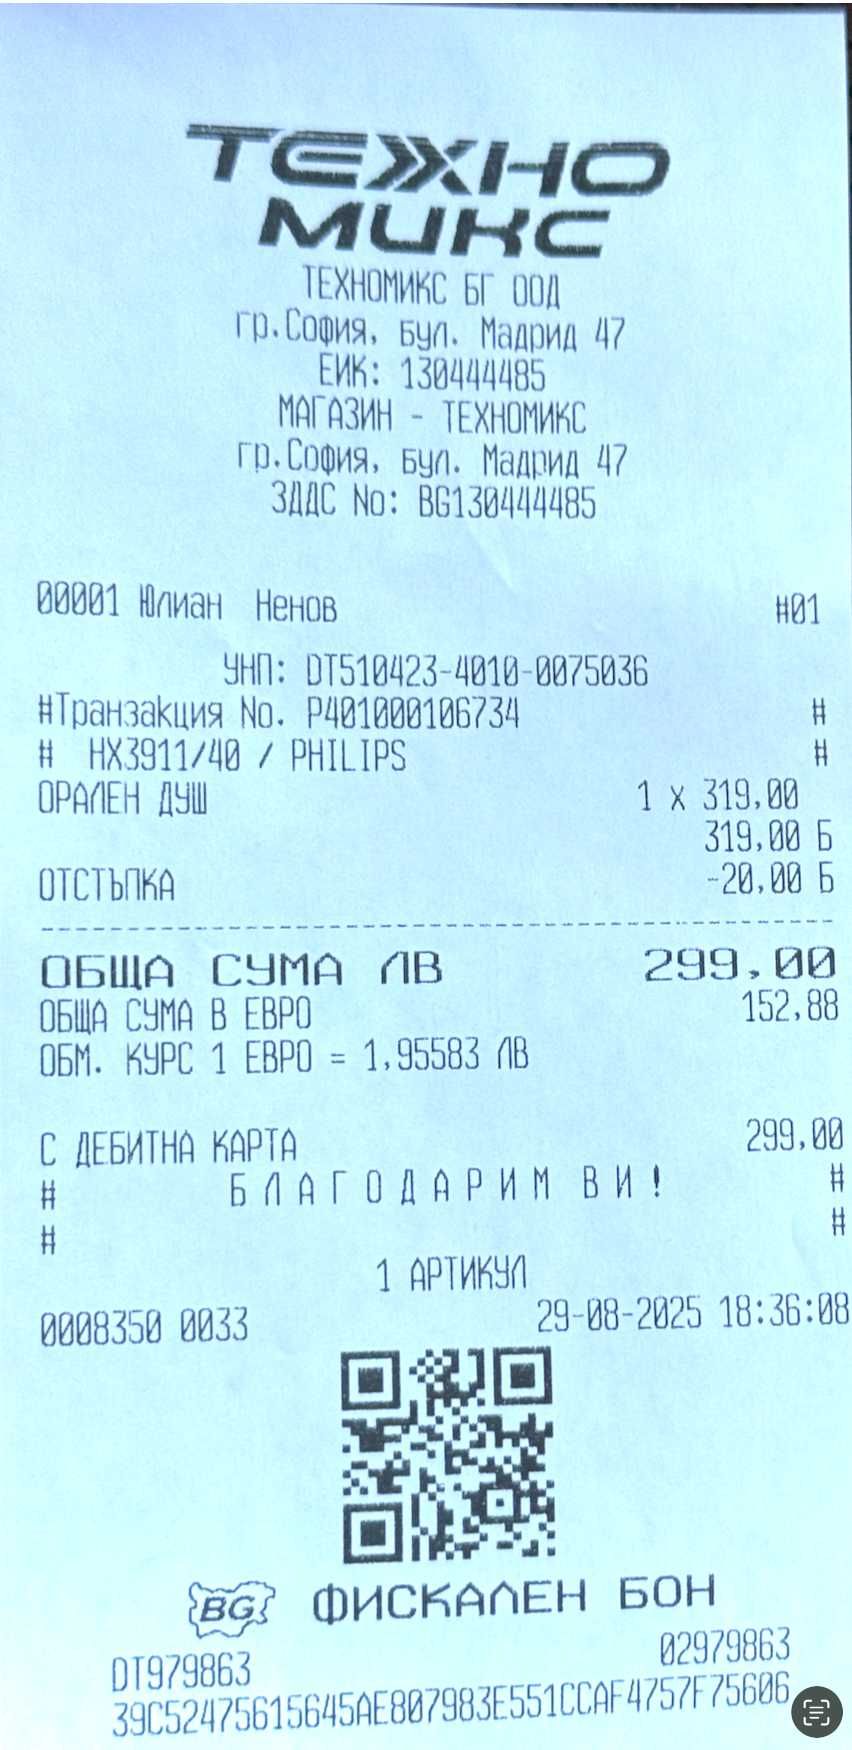 ТЕХНО
МИКС
ТЕХНОМИКС БГ ООД
гр.София, бул. Мадрид 47
ЕИК: 130444485
МАГАЗИН - ТЕХНОМИКС
гр.София, бул. Мадрид 47
ЗДДС No: BG130444485
00001 Юлиан Ненов #01
УНП: DT510423-4010-0075036
#Транзакция No. P401000106734 #
# HX3911/40 / PHILIPS #
ОРАЛЕН ДУШ 1 x 319,00
319,00 Б
ОТСТЪПКА -20,00 Б
ОБЩА СУМА ЛВ 299,00
ОБЩА СУМА В ЕВРО 152,88
ОБМ. КУРС 1 ЕВРО = 1,95583 ЛВ
С ДЕБИТНА КАРТА 299,00
# Б Л А Г О Д А Р И М В И ! #
# #
1 АРТИКУЛ
0008350 0033 29-08-2025 18:36:08
BG ФИСКАЛЕН БОН
DT979863 02979863
39C52475615645AE807983E551CCAF4757F75606